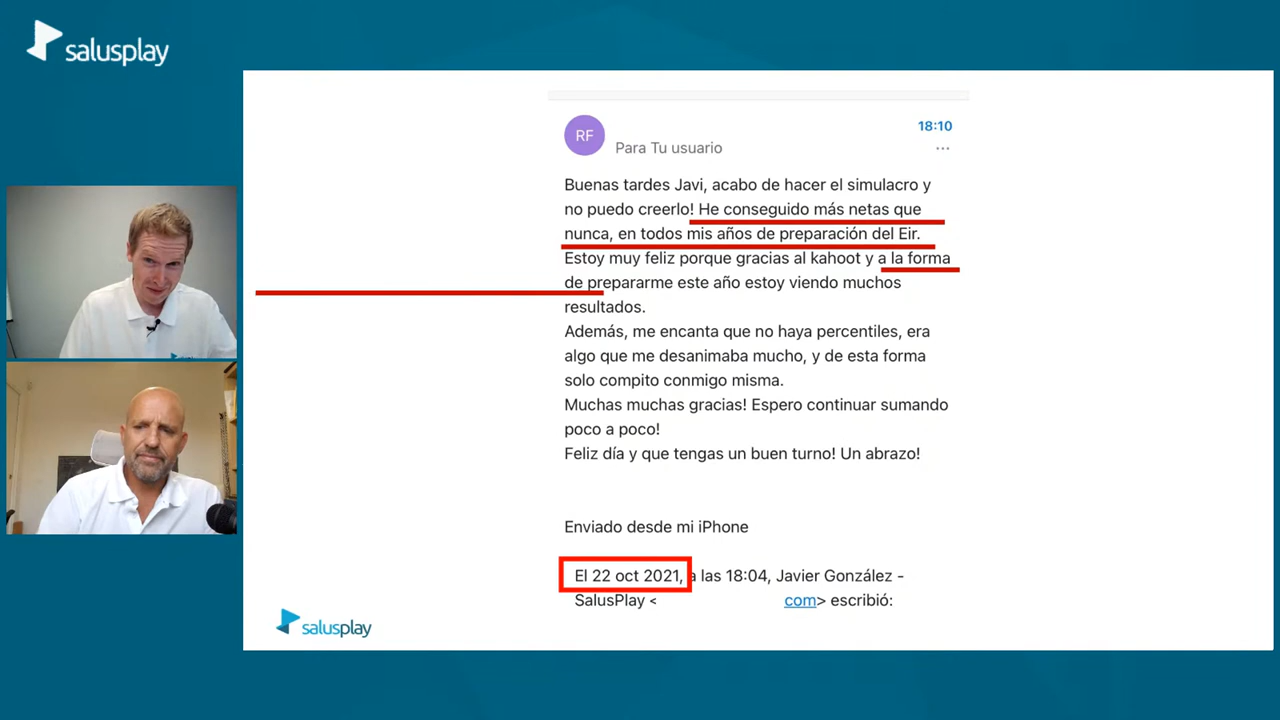 salusplay
RF
18:10
Para Tu usuario
...
Buenas tardes Javi, acabo de hacer el simulacro y
no puedo creerlo! He conseguido más netas que
nunca, en todos mis años de preparación del Eir.
Estoy muy feliz porque gracias al kahoot y a la forma
de prepararme este año estoy viendo muchos
resultados.
Además, me encanta que no haya percentiles, era
algo que me desanimaba mucho, y de esta forma
solo compito conmigo misma.
Muchas muchas gracias! Espero continuar sumando
poco a poco!
Feliz día y que tengas un buen turno! Un abrazo!
Enviado desde mi iPhone
El 22 oct 2021, a las 18:04, Javier González -
SalusPlay < com> escribió:
salusplay